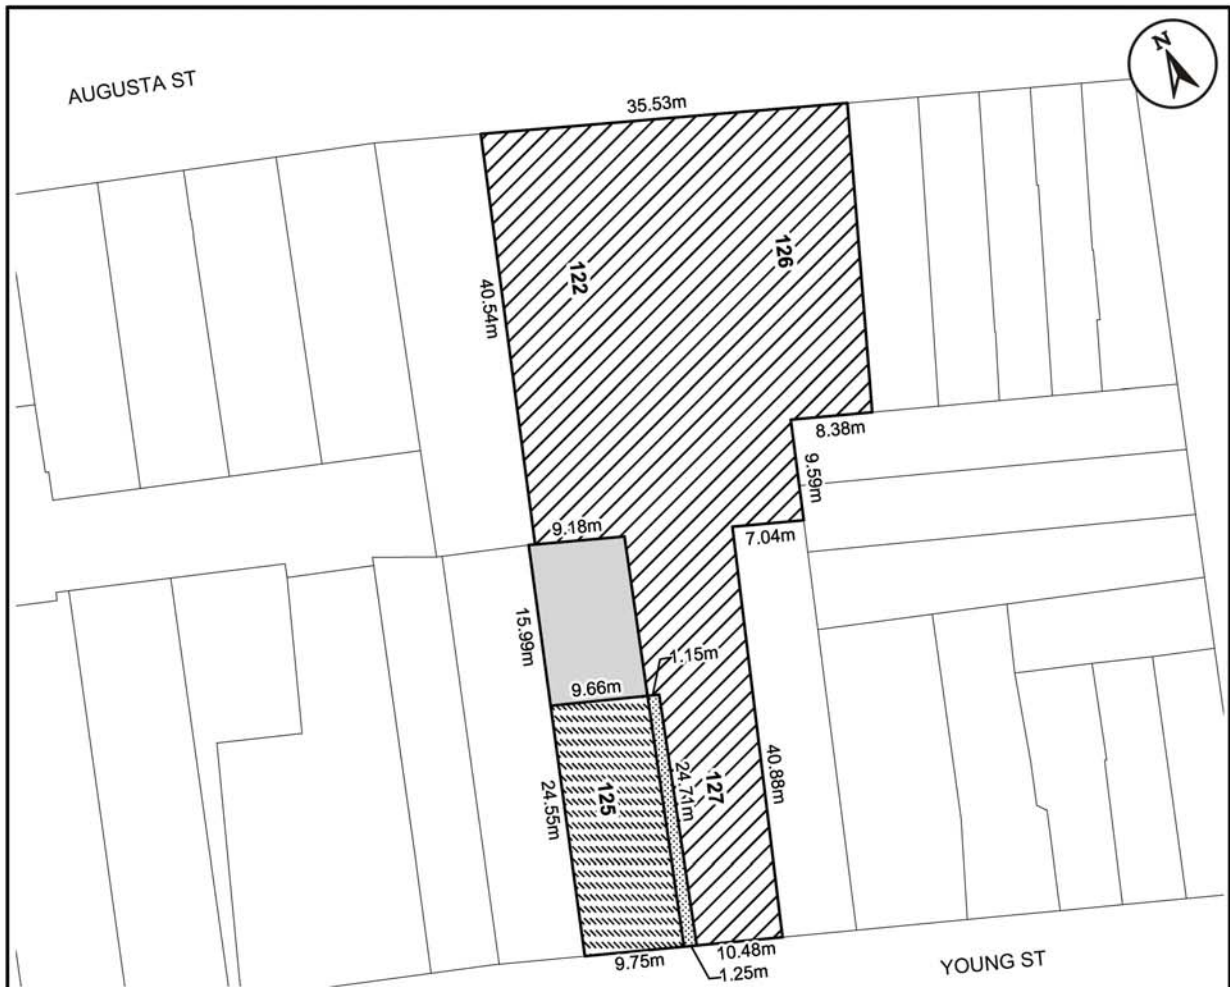 N
AUGUSTA ST
35.53m
126
122
40.54m
8.38m
9.59m
9.18m
7.04m
15.99m
1.15m
9.66m
40.88m
24.71m
127
125
24.55m
10.48m
9.75m
1.25m
YOUNG ST